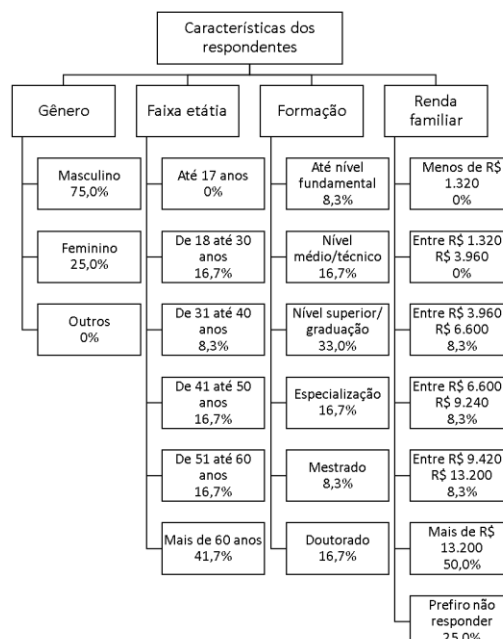 Características dos
respondentes
Gênero
Masculino
75,0%
Feminino
25,0%
Outros
0%
Faixa etátia
Até 17 anos
0%
De 18 até 30
anos
16,7%
De 31 até 40
anos
8,3%
De 41 até 50
anos
16,7%
De 51 até 60
anos
16,7%
Mais de 60 anos
41,7%
Formação
Até nível
fundamental
8,3%
Nível
médio/técnico
16,7%
Nível superior/
graduação
33,0%
Especialização
16,7%
Mestrado
8,3%
Doutorado
16,7%
Renda
familiar
Menos de R$
1.320
0%
Entre R$ 1.320
R$ 3.960
0%
Entre R$ 3.960
R$ 6.600
8,3%
Entre R$ 6.600
R$ 9.240
8,3%
Entre R$ 9.420
R$ 13.200
8,3%
Mais de R$
13.200
50,0%
Prefiro não
responder
25,0%